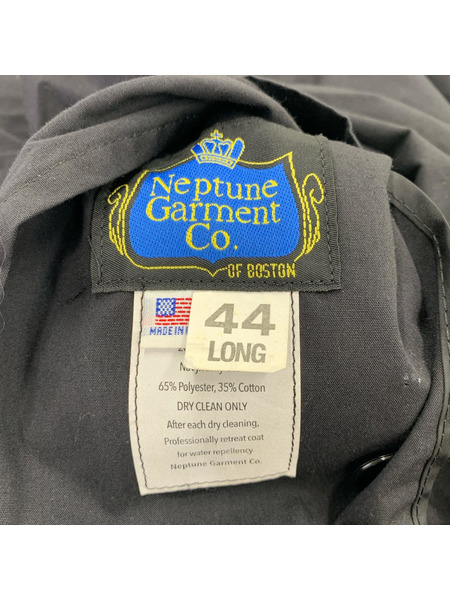 Neptune
Garment
Co.
OF BOSTON
MADE IN
44
LONG
65% Polyester, 35% Cotton
DRY CLEAN ONLY
After each dry cleaning,
Professionally retreat coat
for water repellency
Neptune Garment Co.